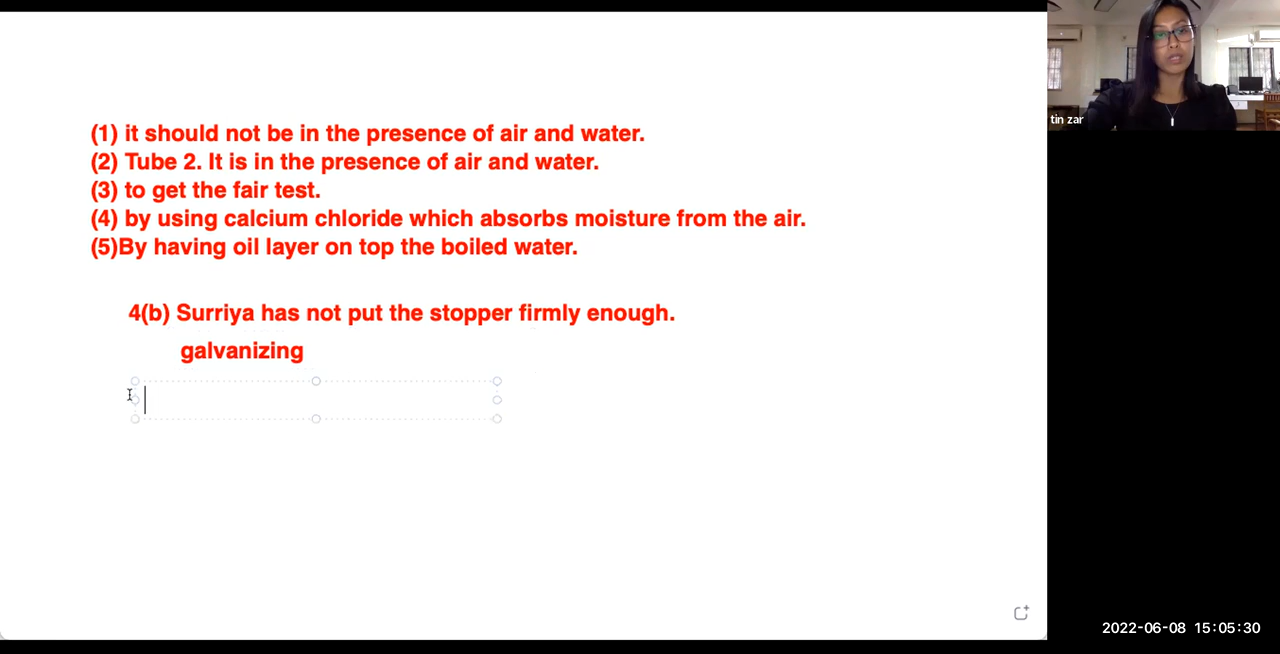 (1) it should not be in the presence of air and water.
(2) Tube 2. It is in the presence of air and water.
(3) to get the fair test.
(4) by using calcium chloride which absorbs moisture from the air.
(5)By having oil layer on top the boiled water.
4(b) Surriya has not put the stopper firmly enough.
galvanizing
tin zar
2022-06-08 15:05:30